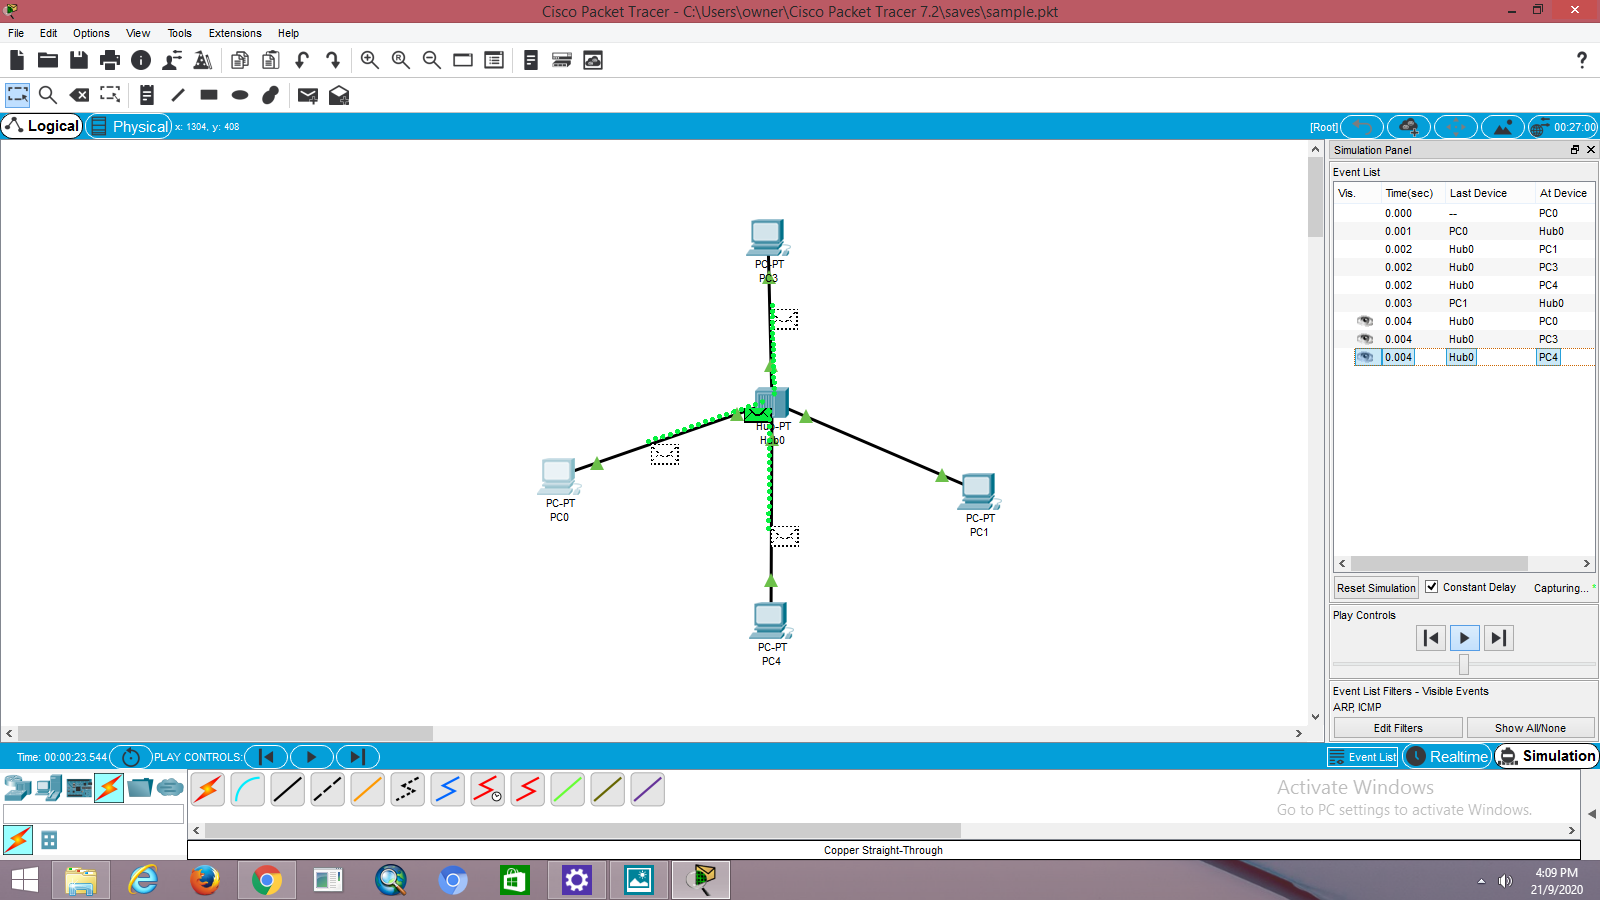 Cisco Packet Tracer - C:\Users\owner\Cisco Packet Tracer 7.2\saves\sample.pkt
File Edit Options View Tools Extensions Help
?
Logical Physical x: 1304, y: 408 [Root] 00:27:00
Simulation Panel
Event List
Vis. Time(sec) Last Device At Device
0.000 -- PC0
0.001 PC0 Hub0
0.002 Hub0 PC1
0.002 Hub0 PC3
0.002 Hub0 PC4
0.003 PC1 Hub0
0.004 Hub0 PC0
0.004 Hub0 PC3
0.004 Hub0 PC4
PC-PT
PC3
Hub-PT
Hub0
PC-PT
PC0
PC-PT
PC1
PC-PT
PC4
Reset Simulation Constant Delay Capturing...
Play Controls
Event List Filters - Visible Events
ARP, ICMP
Edit Filters Show All/None
Time: 00:00:23.544 PLAY CONTROLS: Event List Realtime Simulation
Activate Windows
Go to PC settings to activate Windows.
Copper Straight-Through
4:09 PM
21/9/2020